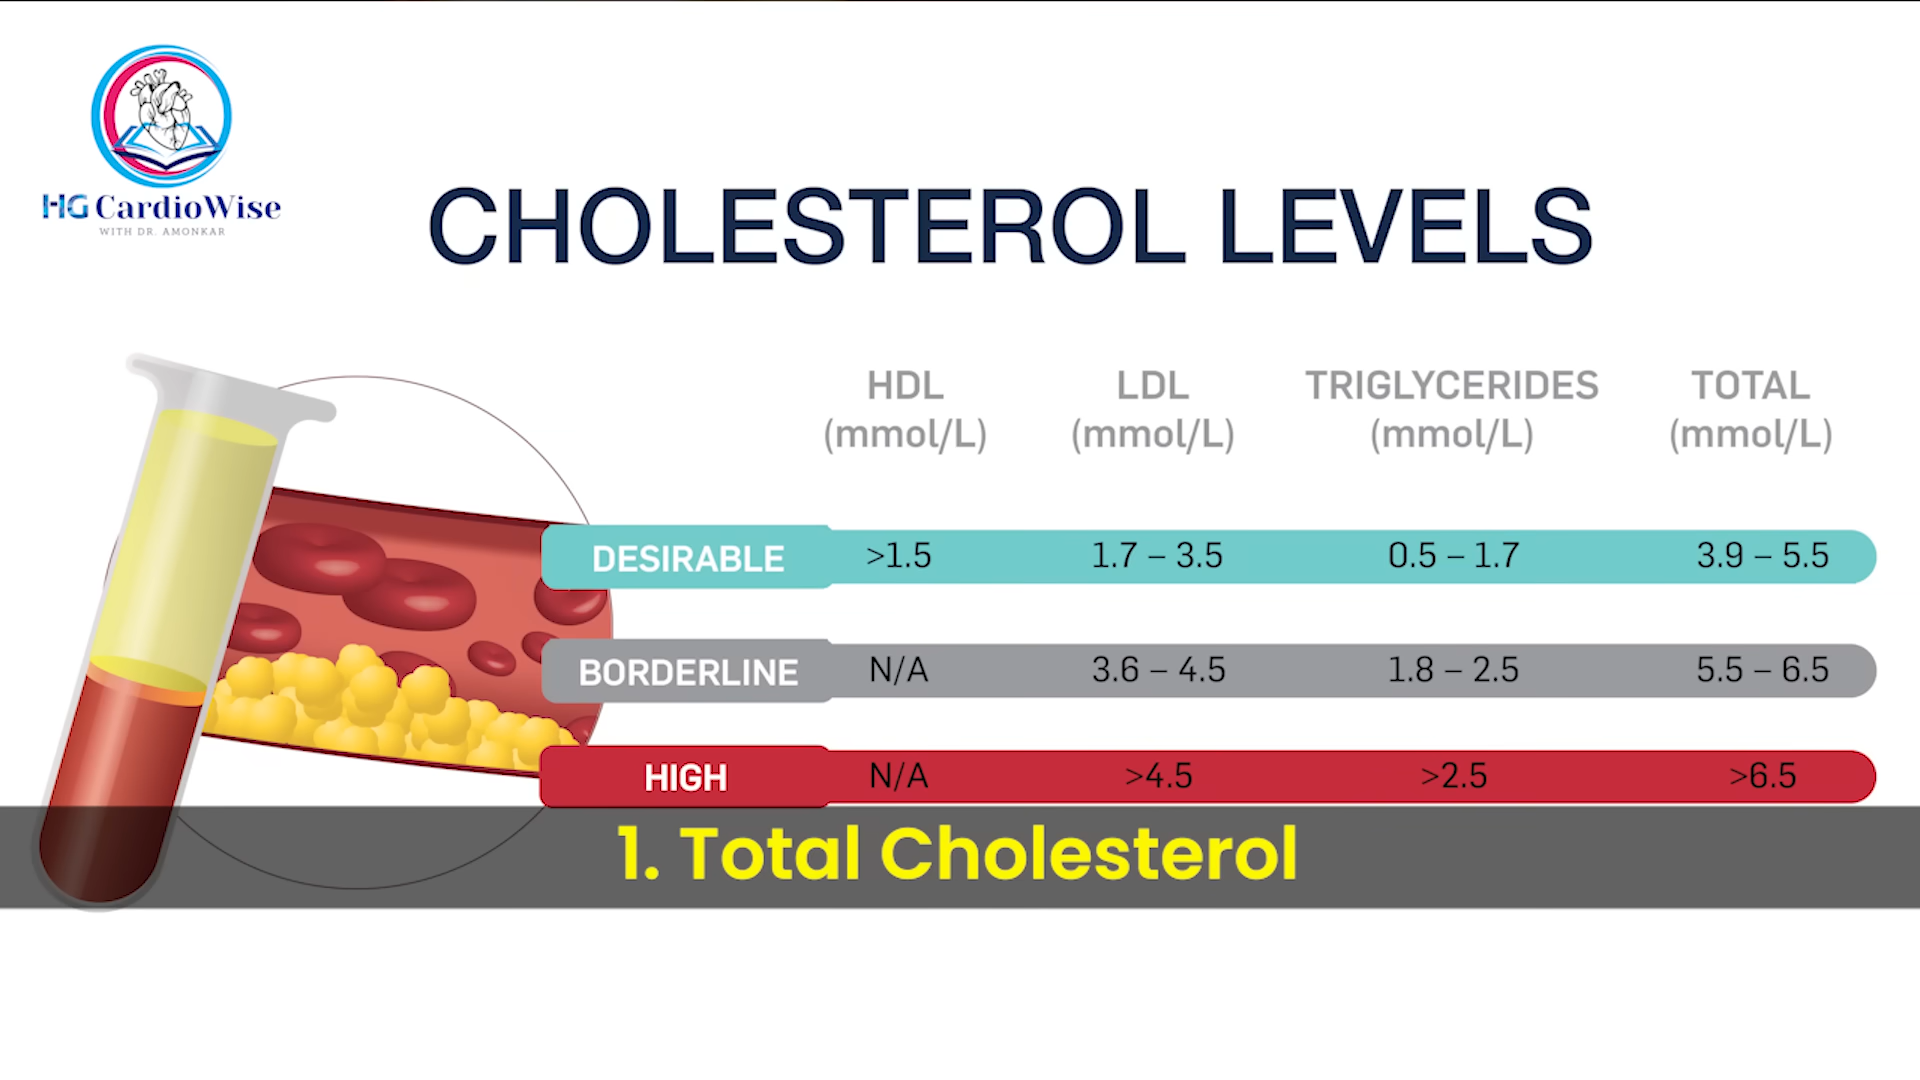 HG CardioWise
WITH DR. AMONKAR
CHOLESTEROL LEVELS
HDL LDL TRIGLYCERIDES TOTAL
(mmol/L) (mmol/L) (mmol/L) (mmol/L)
DESIRABLE >1.5 1.7 – 3.5 0.5 – 1.7 3.9 – 5.5
BORDERLINE N/A 3.6 – 4.5 1.8 – 2.5 5.5 – 6.5
HIGH N/A >4.5 >2.5 >6.5
1. Total Cholesterol